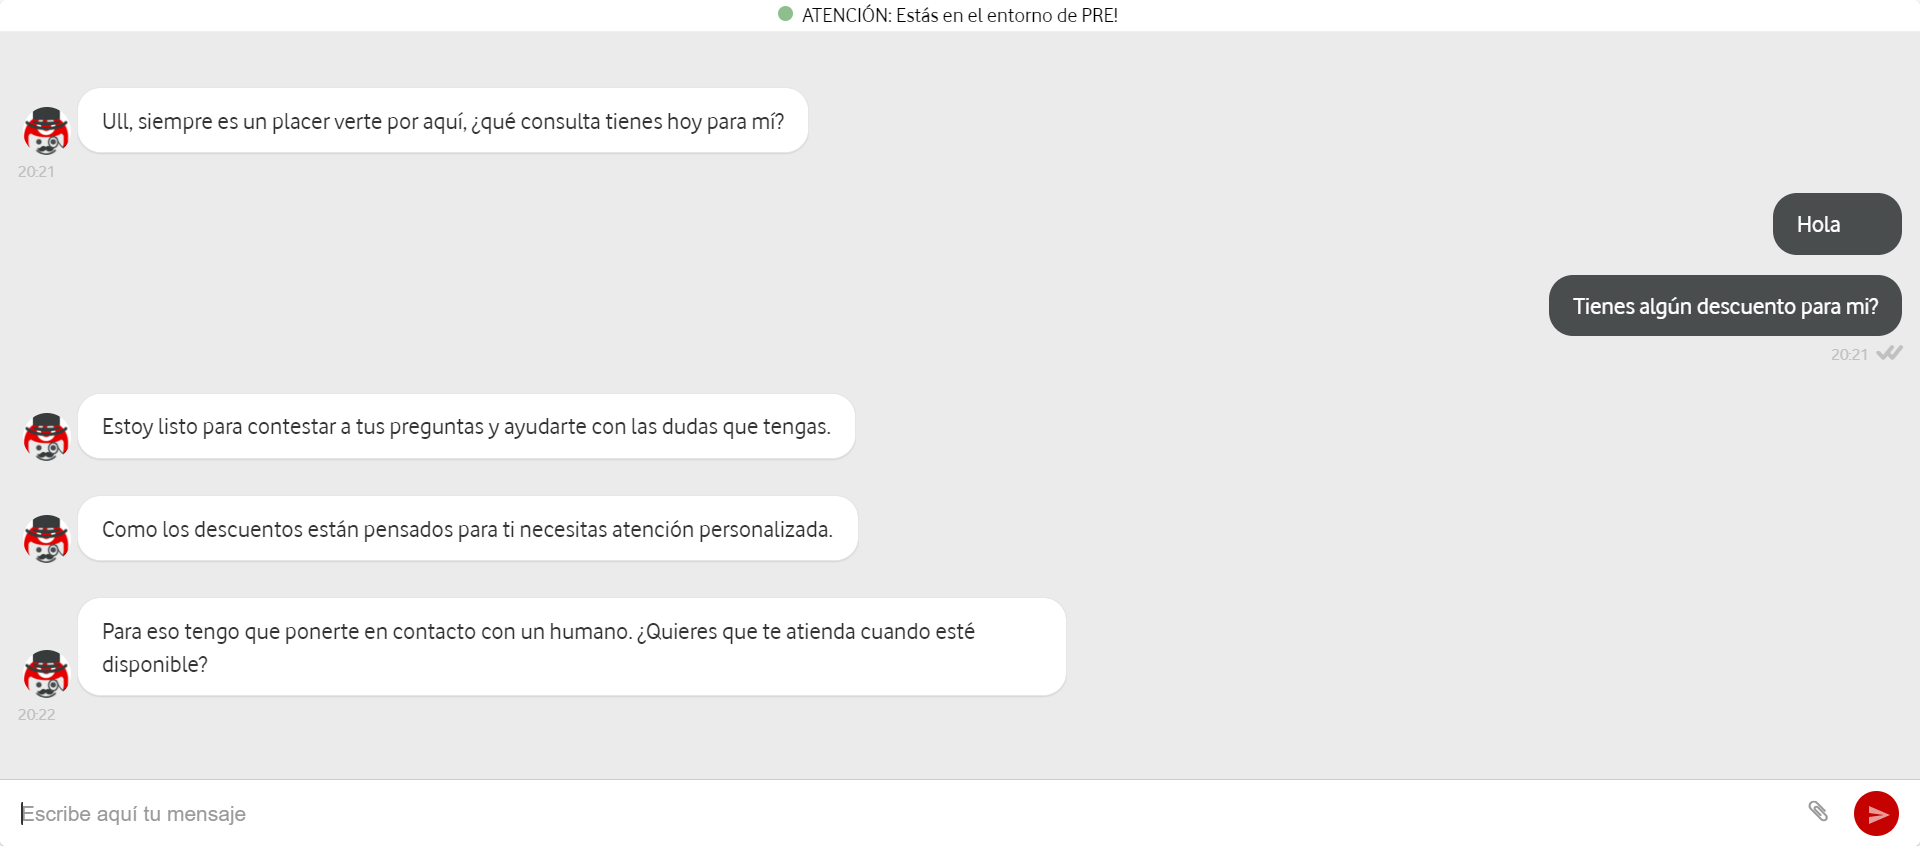 ATENCIÓN: Estás en el entorno de PRE!
Ull, siempre es un placer verte por aquí, ¿qué consulta tienes hoy para mí?
20:21
Hola
Tienes algún descuento para mi?
20:21
Estoy listo para contestar a tus preguntas y ayudarte con las dudas que tengas.
Como los descuentos están pensados para ti necesitas atención personalizada.
Para eso tengo que ponerte en contacto con un humano. ¿Quieres que te atienda cuando esté
disponible?
20:22
Escribe aquí tu mensaje